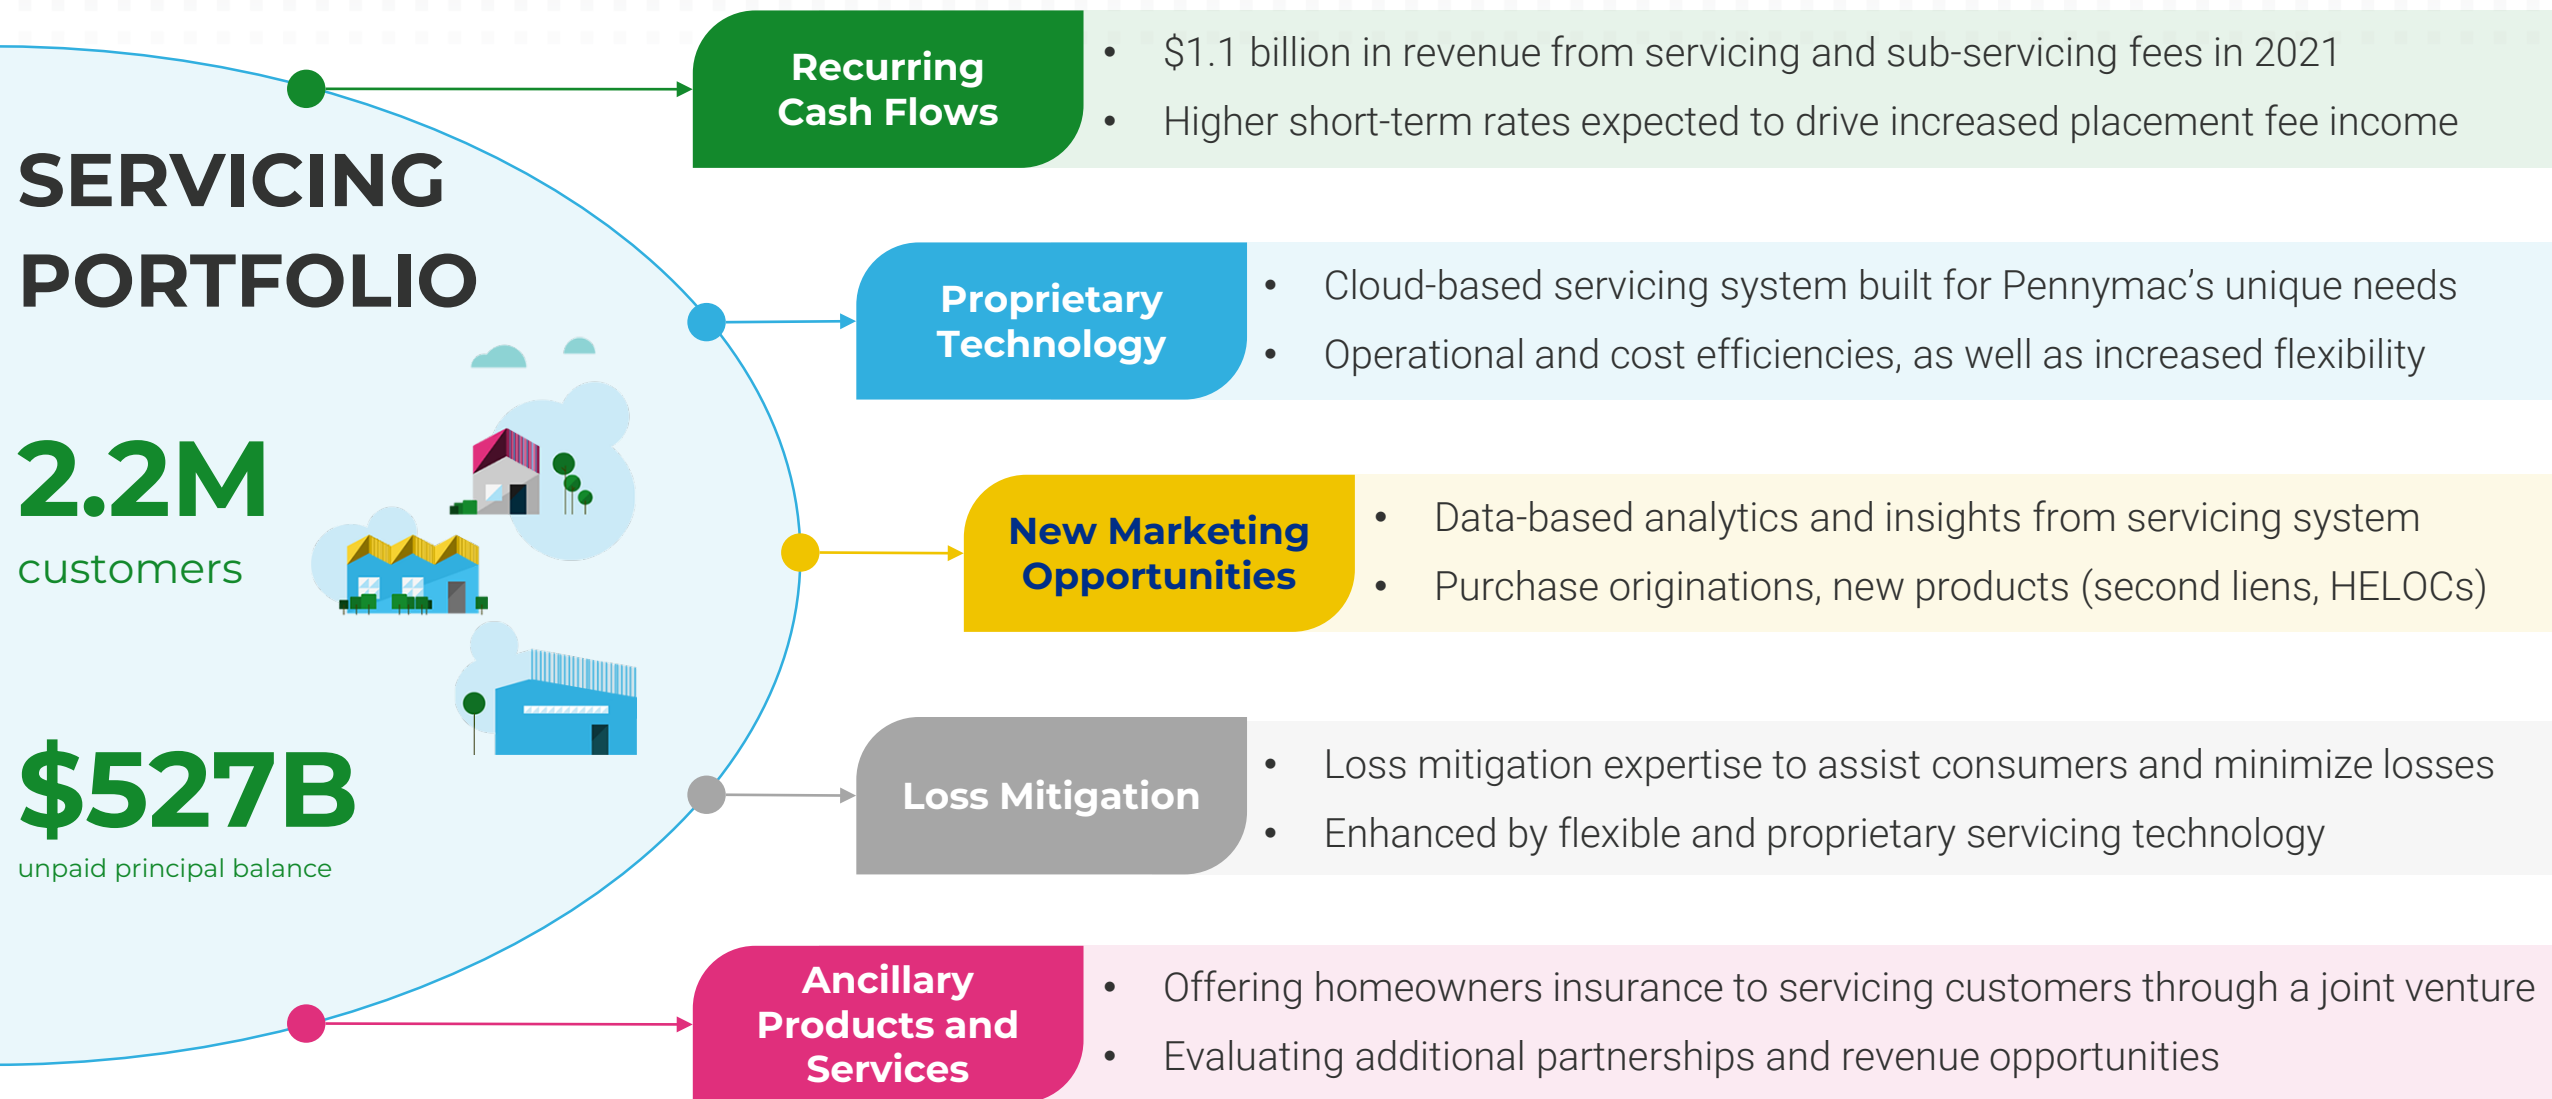 SERVICING
PORTFOLIO
2.2M
customers
$527B
unpaid principal balance
Recurring
Cash Flows
• $1.1 billion in revenue from servicing and sub-servicing fees in 2021
• Higher short-term rates expected to drive increased placement fee income
Proprietary
Technology
• Cloud-based servicing system built for Pennymac's unique needs
• Operational and cost efficiencies, as well as increased flexibility
New Marketing
Opportunities
• Data-based analytics and insights from servicing system
• Purchase originations, new products (second liens, HELOCs)
Loss Mitigation
• Loss mitigation expertise to assist consumers and minimize losses
• Enhanced by flexible and proprietary servicing technology
Ancillary
Products and
Services
• Offering homeowners insurance to servicing customers through a joint venture
• Evaluating additional partnerships and revenue opportunities